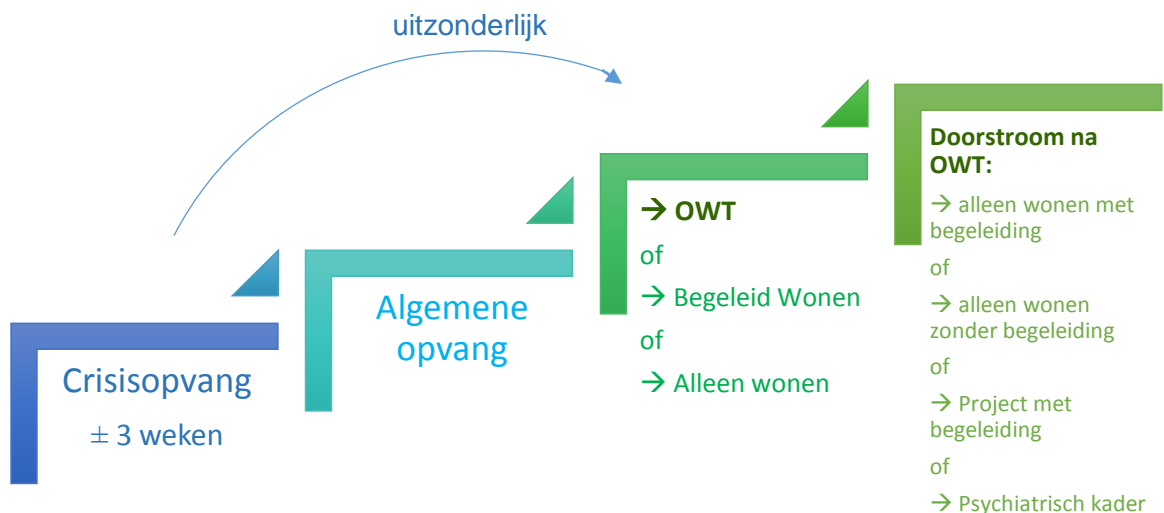 uitzonderlijk
Crisisopvang
± 3 weken
Algemene
opvang
→ OWT
of
→ Begeleid Wonen
of
→ Alleen wonen
Doorstroom na
OWT:
→ alleen wonen met
begeleiding
of
→ alleen wonen
zonder begeleiding
of
→ Project met
begeleiding
of
→ Psychiatrisch kader